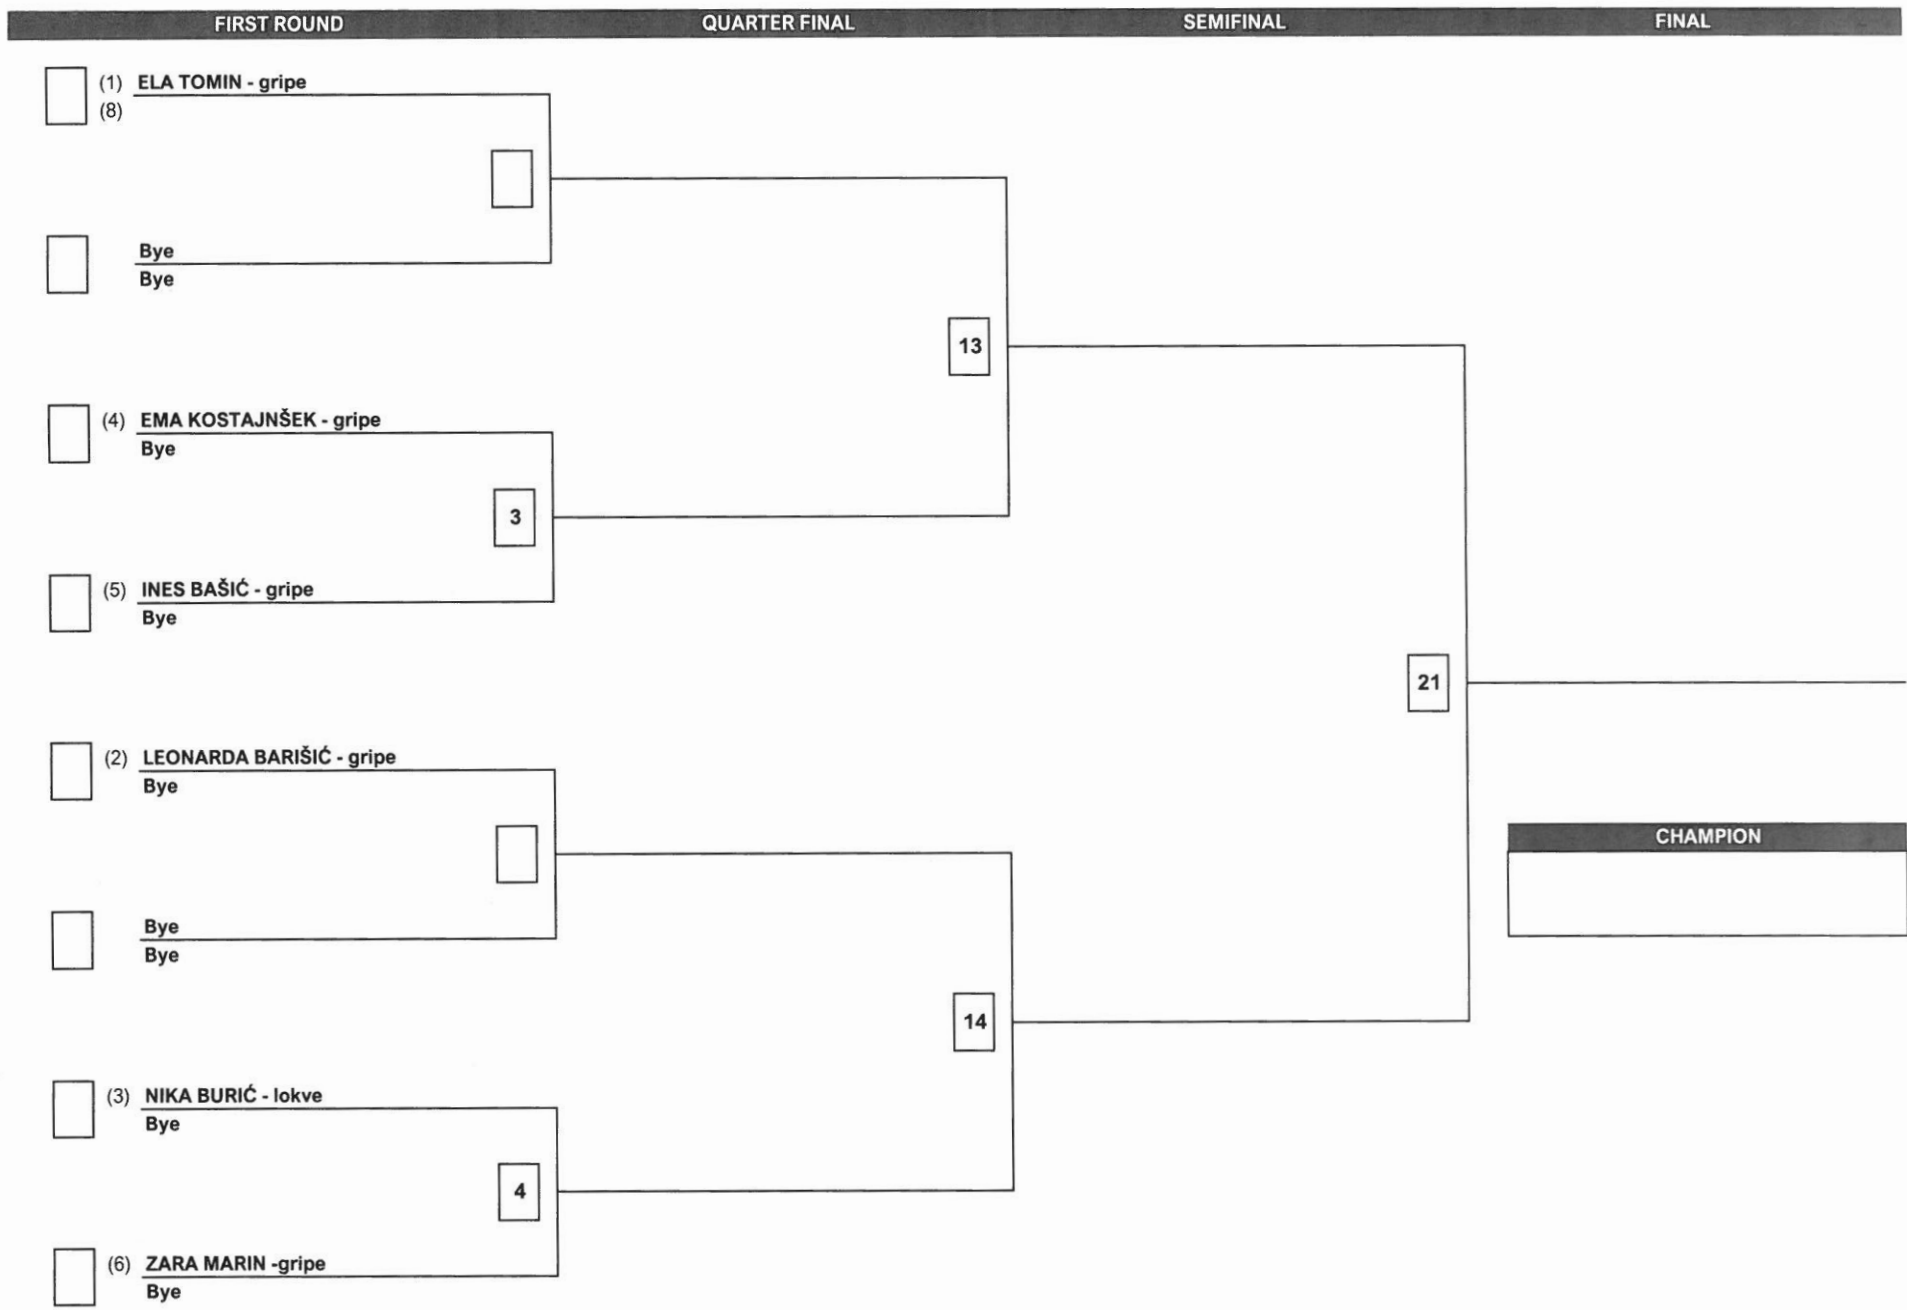 FIRST ROUND QUARTER FINAL SEMIFINAL FINAL
(1) ELA TOMIN - gripe
(8)
Bye
Bye
13
(4) EMA KOSTAJNŠEK - gripe
Bye
3
(5) INES BAŠIĆ - gripe
Bye
21
(2) LEONARDA BARIŠIĆ - gripe
Bye
CHAMPION
Bye
Bye
14
(3) NIKA BURIĆ - lokve
Bye
4
(6) ZARA MARIN -gripe
Bye